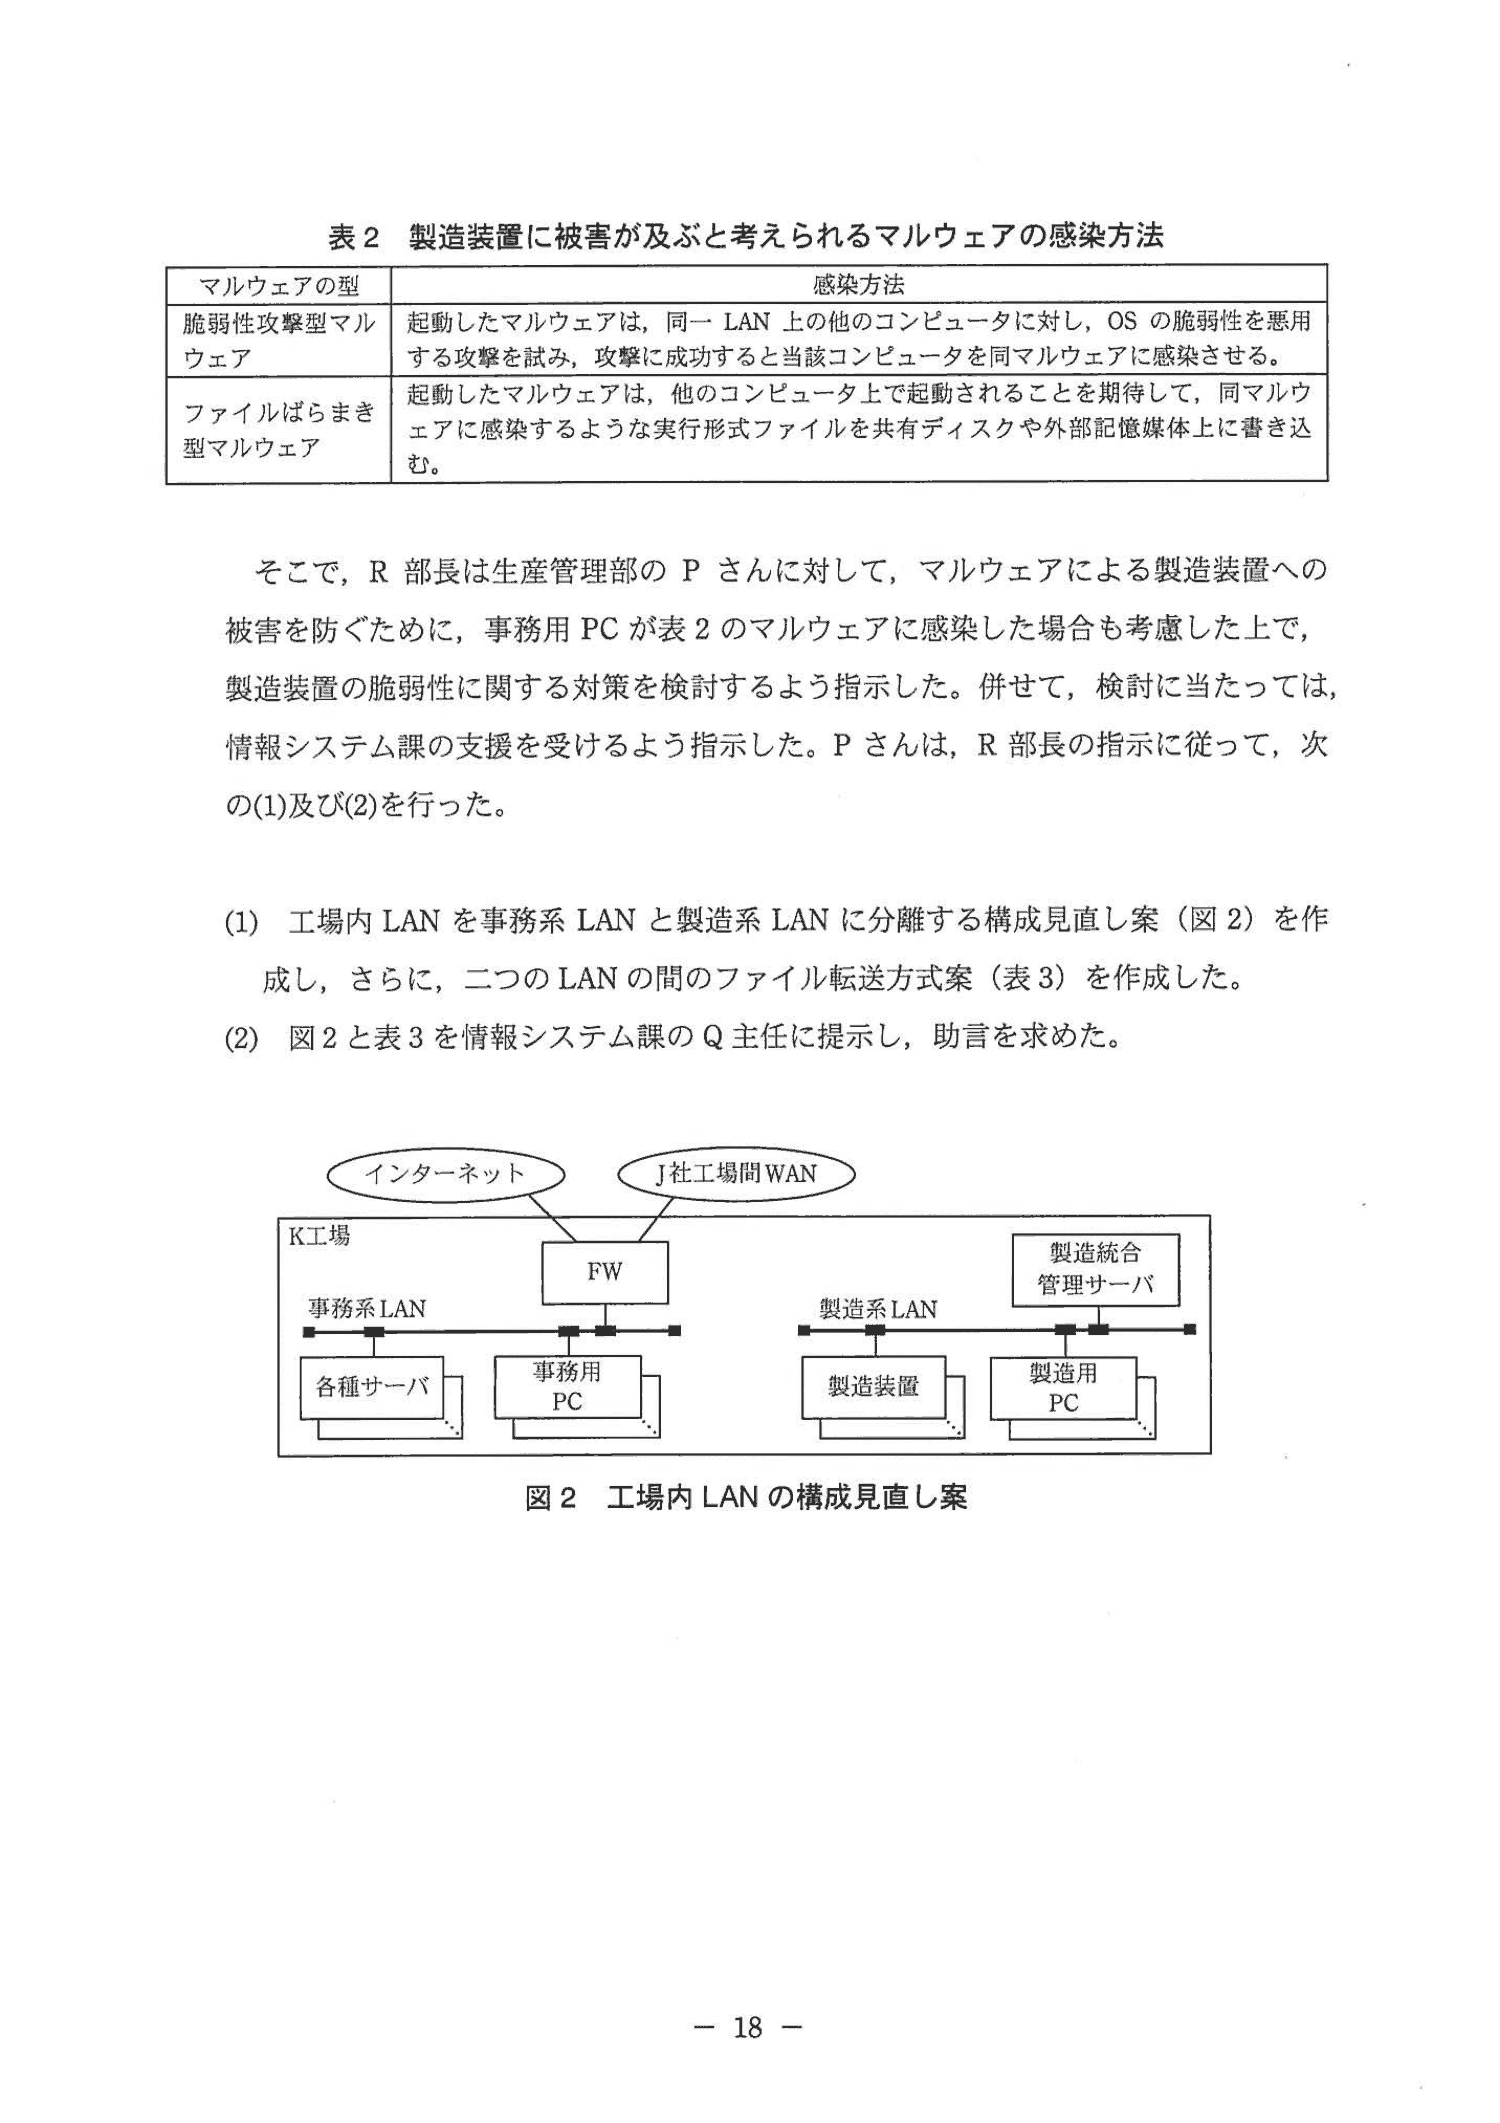 表2　製造装置に被害が及ぶと考えられるマルウェアの感染方法
マルウェアの型
感染方法
脆弱性攻撃型マル
ウェア
起動したマルウェアは，同一 LAN 上の他のコンピュータに対し，OS の脆弱性を悪用
する攻撃を試み，攻撃に成功すると当該コンピュータを同マルウェアに感染させる。
ファイルばらまき
型マルウェア
起動したマルウェアは，他のコンピュータ上で起動されることを期待して，同マルウ
ェアに感染するような実行形式ファイルを共有ディスクや外部記憶媒体上に書き込
む。
そこで，R 部長は生産管理部の P さんに対して，マルウェアによる製造装置への
被害を防ぐために，事務用 PC が表 2 のマルウェアに感染した場合も考慮した上で，
製造装置の脆弱性に関する対策を検討するよう指示した。併せて，検討に当たっては，
情報システム課の支援を受けるよう指示した。P さんは，R 部長の指示に従って，次
の(1)及び(2)を行った。
(1)　工場内 LAN を事務系 LAN と製造系 LAN に分離する構成見直し案（図 2）を作
成し，さらに，二つの LAN の間のファイル転送方式案（表 3）を作成した。
(2)　図 2 と表 3 を情報システム課の Q 主任に提示し，助言を求めた。
インターネット
J社工場間WAN
K工場
FW
製造統合
管理サーバ
事務系LAN
製造系LAN
各種サーバ
事務用
PC
製造装置
製造用
PC
図2　工場内 LAN の構成見直し案
－ 18 －